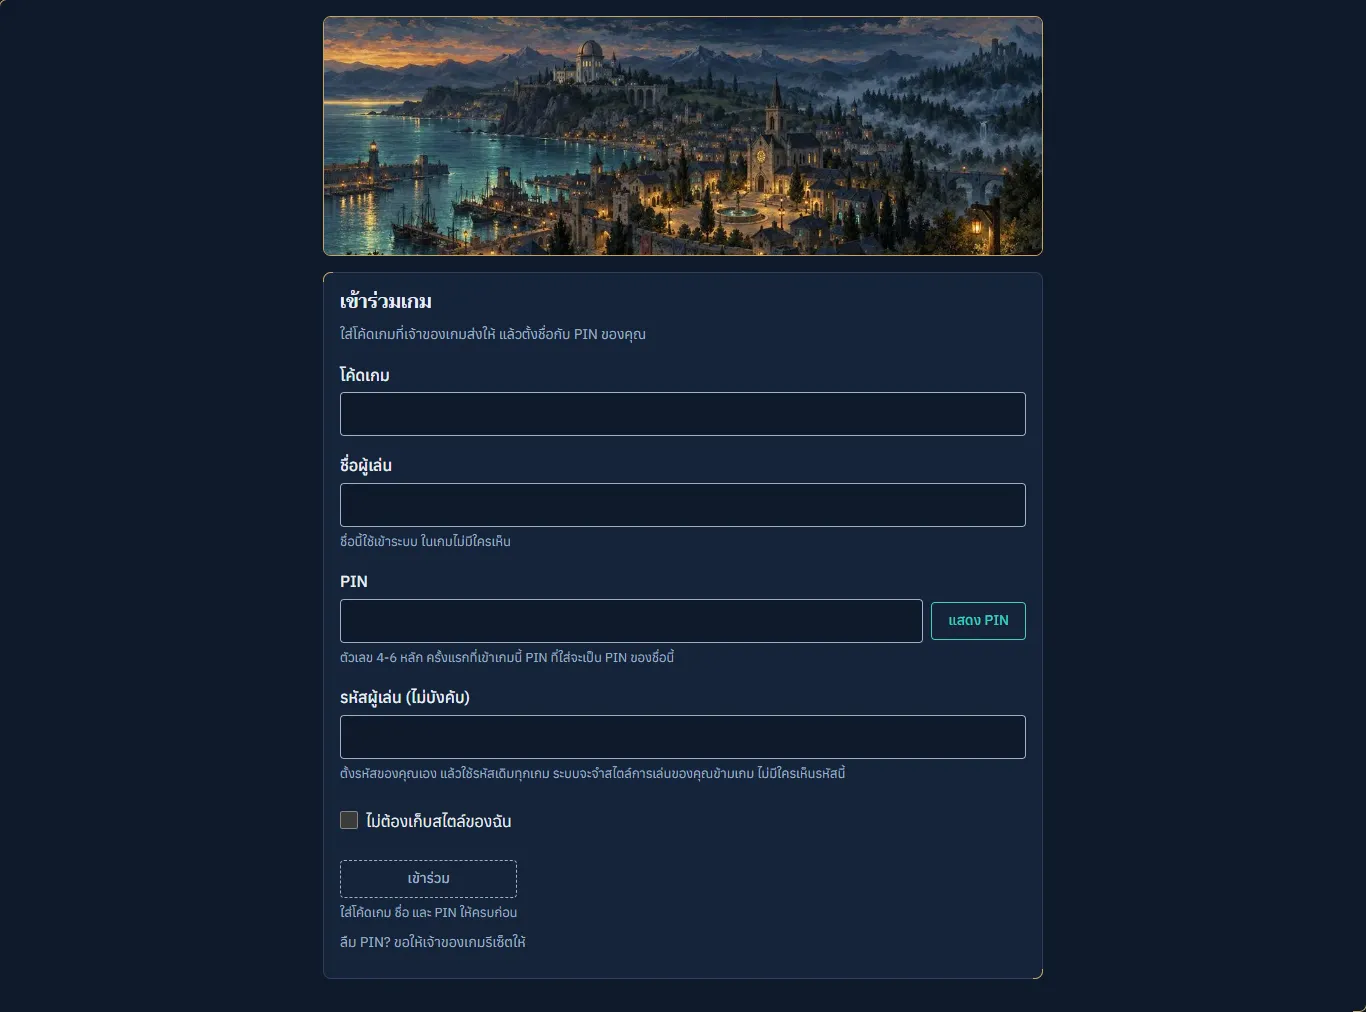 เข้าร่วมเกม
ใส่โค้ดเกมที่เจ้าของเกมส่งให้ แล้วตั้งชื่อกับ PIN ของคุณ
โค้ดเกม
ชื่อผู้เล่น
ชื่อนี้ใช้เข้าระบบ ในเกมไม่มีใครเห็น
PIN
แสดง PIN
ตัวเลข 4-6 หลัก ครั้งแรกที่เข้าเกมนี้ PIN ที่ใส่จะเป็น PIN ของชื่อนี้
รหัสผู้เล่น (ไม่บังคับ)
ตั้งรหัสของคุณเอง แล้วใช้รหัสเดิมทุกเกม ระบบจะจำสไตล์การเล่นของคุณข้ามเกม ไม่มีใครเห็นรหัสนี้
ไม่ต้องเก็บสไตล์ของฉัน
เข้าร่วม
ใส่โค้ดเกม ชื่อ และ PIN ให้ครบก่อน
ลืม PIN? ขอให้เจ้าของเกมรีเซ็ตให้